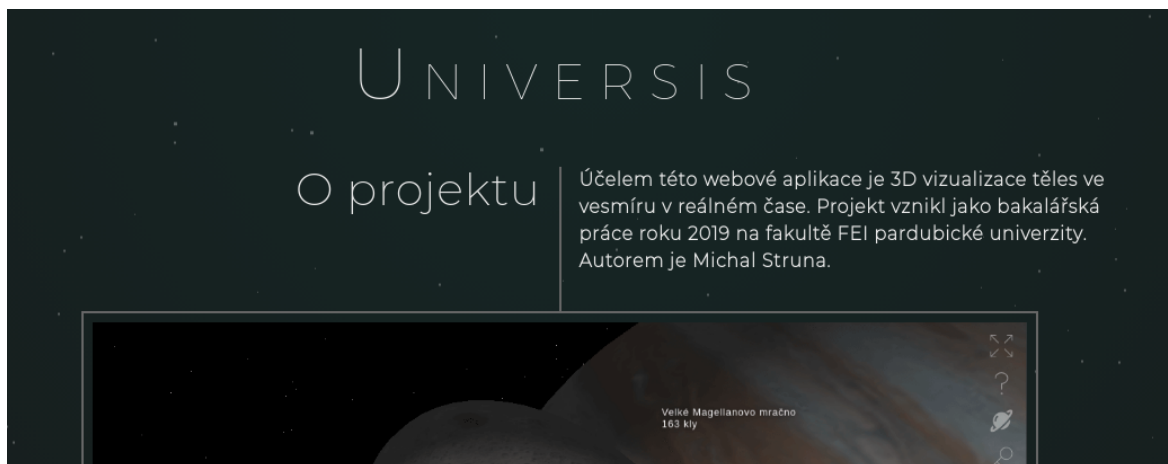 Universis
O projektu
Účelem této webové aplikace je 3D vizualizace těles ve
vesmíru v reálném čase. Projekt vznikl jako bakalářská
práce roku 2019 na fakultě FEI pardubické univerzity.
Autorem je Michal Struna.
Velké Magellanovo mračno
163 kly